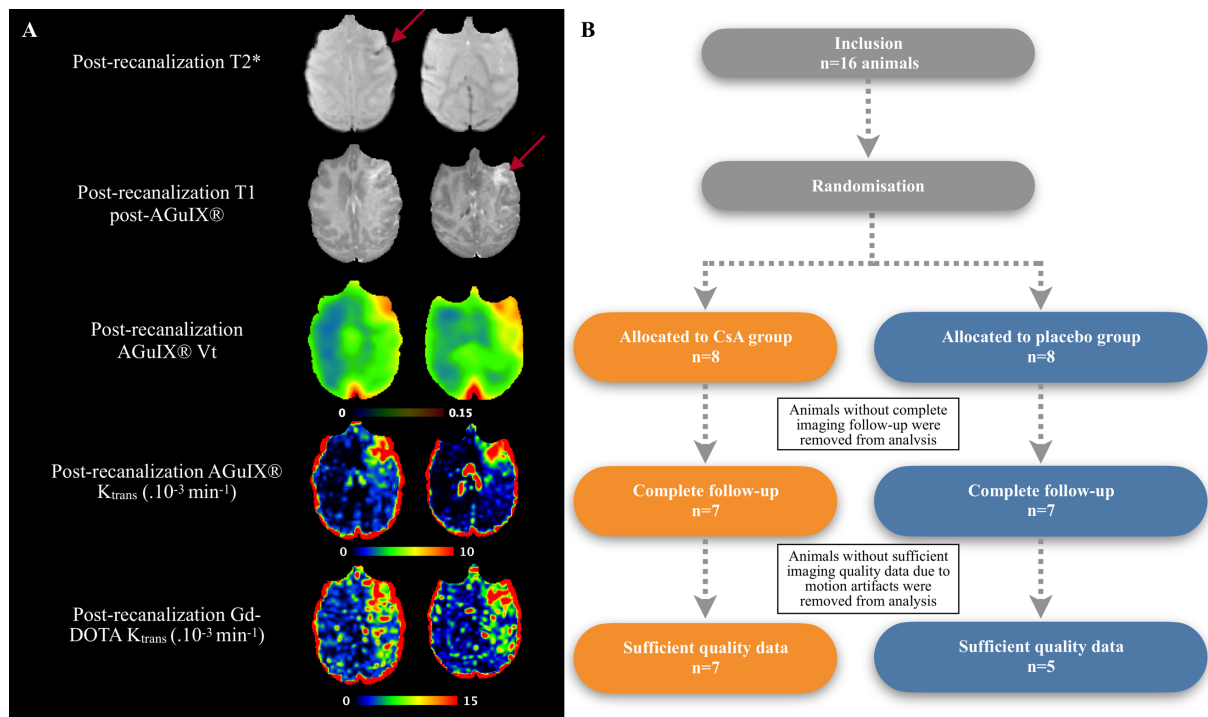 A
Post-recanalization T2*
Post-recanalization T1
post-AGuIX®
Post-recanalization
AGuIX® Vt
0 0.15
Post-recanalization AGuIX®
Ktrans (.10-3 min-1)
0 10
Post-recanalization Gd-
DOTA Ktrans (.10-3 min-1)
0 15
B
Inclusion
n=16 animals
Randomisation
Allocated to CsA group
n=8
Allocated to placebo group
n=8
Animals without complete
imaging follow-up were
removed from analysis
Complete follow-up
n=7
Complete follow-up
n=7
Animals without sufficient
imaging quality data due to
motion artifacts were
removed from analysis
Sufficient quality data
n=7
Sufficient quality data
n=5